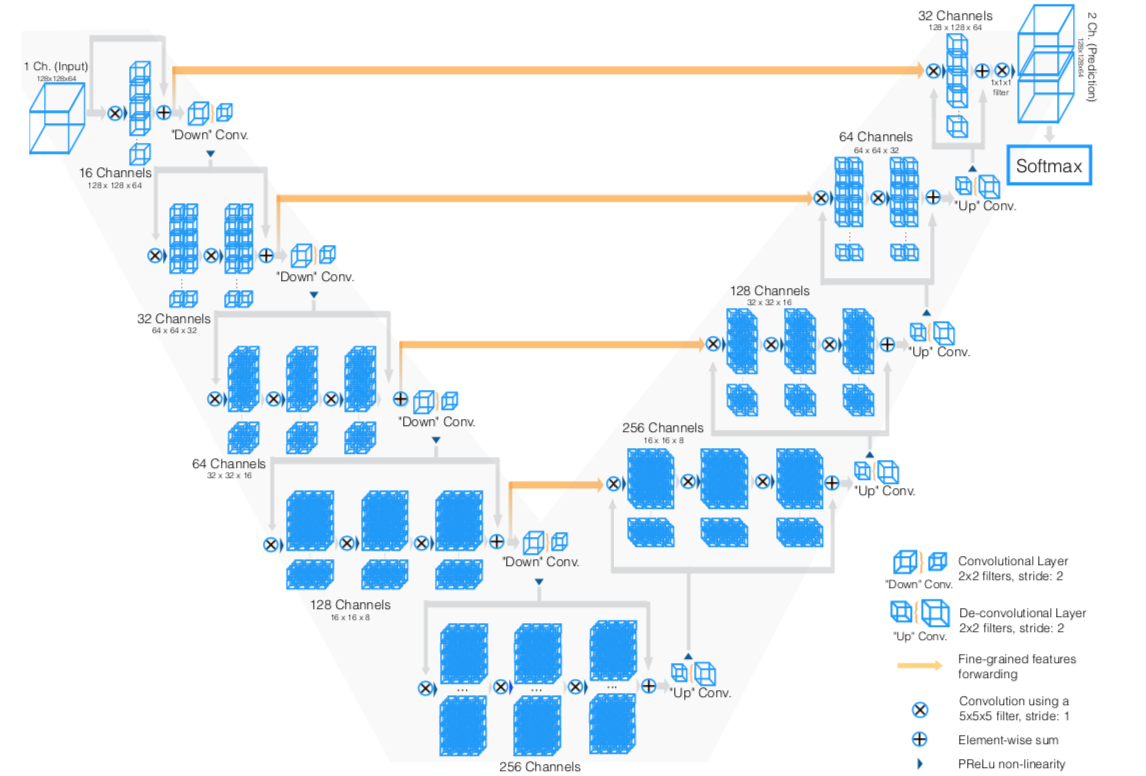 1 Ch. (Input)
128x128x64
"Down" Conv.
16 Channels
128 x 128 x 64
"Down" Conv.
32 Channels
64 x 64 x 32
"Down" Conv.
64 Channels
32 x 32 x 16
"Down" Conv.
128 Channels
16 x 16 x 8
...
...
...
256 Channels
"Up" Conv.
256 Channels
16 x 16 x 8
"Up" Conv.
128 Channels
32 x 32 x 16
"Up" Conv.
64 Channels
64 x 64 x 32
"Up" Conv.
32 Channels
128 x 128 x 64
1x1x1
filter
2 Ch. (Prediction)
128x128x64
Softmax
"Down" Conv.
Convolutional Layer
2x2 filters, stride: 2
"Up" Conv.
De-convolutional Layer
2x2 filters, stride: 2
Fine-grained features
forwarding
Convolution using a
5x5x5 filter, stride: 1
Element-wise sum
PReLu non-linearity